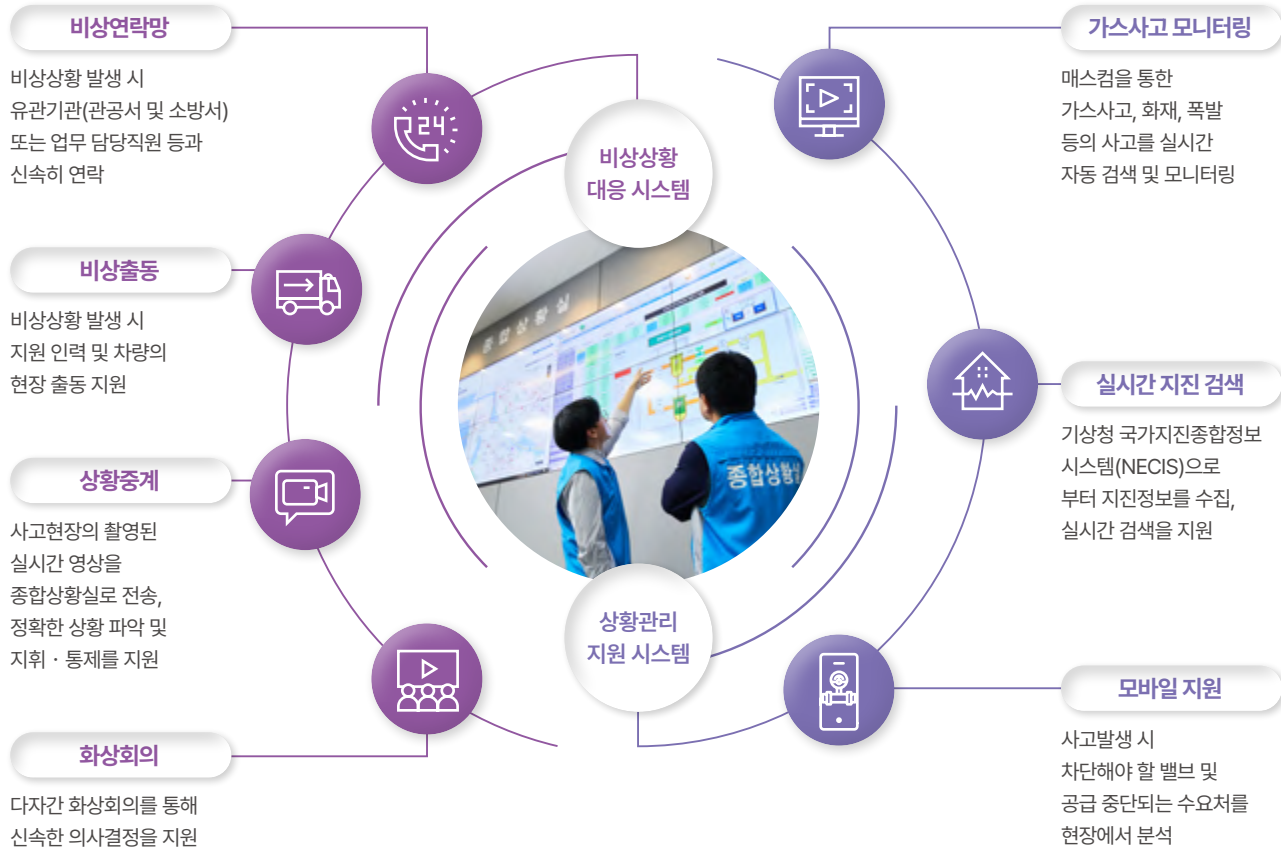 비상연락망
비상상황 발생 시
유관기관(관공서 및 소방서)
또는 업무 담당직원 등과
신속히 연락
24
비상출동
비상상황 발생 시
지원 인력 및 차량의
현장 출동 지원
상황중계
사고현장의 촬영된
실시간 영상을
종합상황실로 전송,
정확한 상황 파악 및
지휘 · 통제를 지원
화상회의
다자간 화상회의를 통해
신속한 의사결정을 지원
비상상황
대응 시스템
종합상황실
종합상황실
상황관리
지원 시스템
가스사고 모니터링
매스컴을 통한
가스사고, 화재, 폭발
등의 사고를 실시간
자동 검색 및 모니터링
실시간 지진 검색
기상청 국가지진종합정보
시스템(NECIS)으로
부터 지진정보를 수집,
실시간 검색을 지원
모바일 지원
사고발생 시
차단해야 할 밸브 및
공급 중단되는 수요처를
현장에서 분석